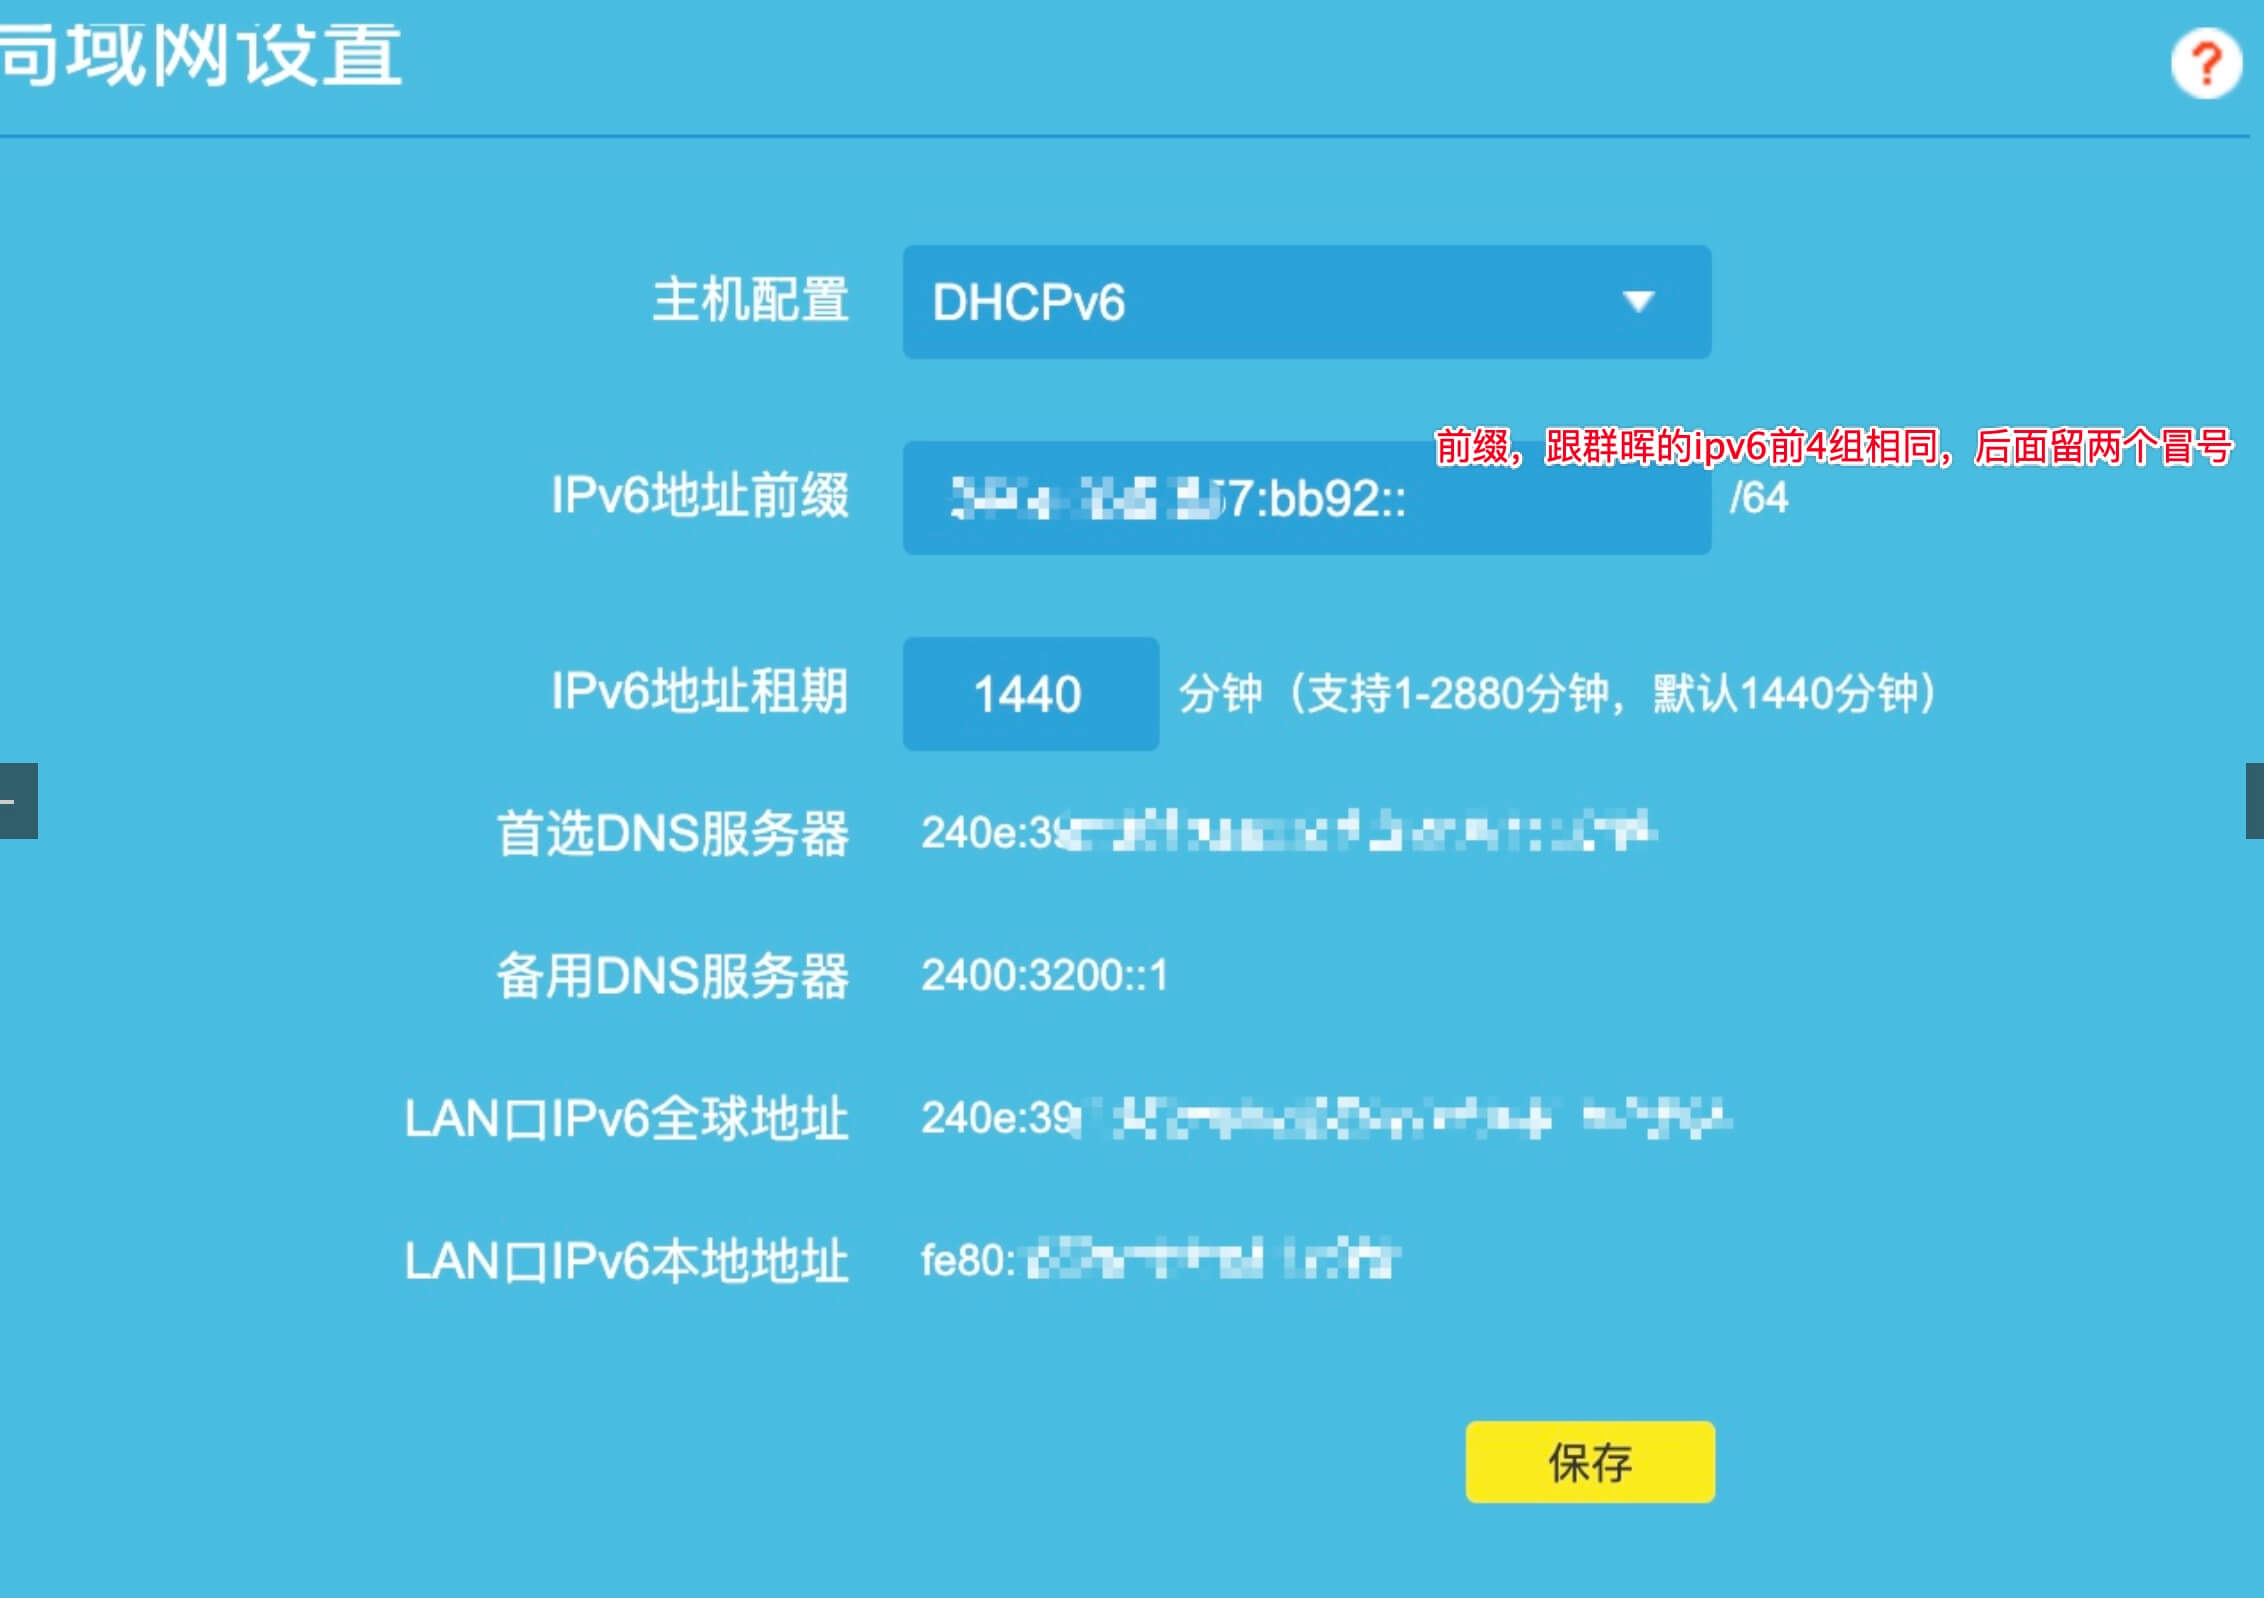 局域网设置
?
主机配置 DHCPv6
前缀，跟群晖的ipv6前4组相同，后面留两个冒号
IPv6地址前缀 7:bb92:: /64
IPv6地址租期 1440 分钟（支持1-2880分钟，默认1440分钟）
首选DNS服务器 240e:39
备用DNS服务器 2400:3200::1
LAN口IPv6全球地址 240e:39
LAN口IPv6本地地址 fe80:
保存